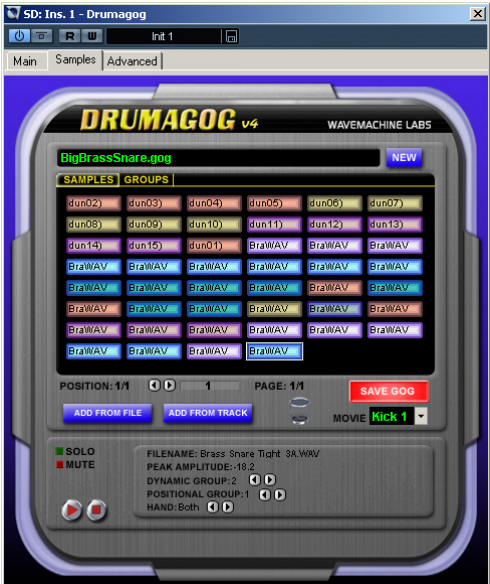 SD: Ins. 1 - Drumagog
R W Init 1
Main Samples Advanced
DRUMAGOG v4 WAVEMACHINE LABS
BigBrassSnare.gog NEW
SAMPLES GROUPS
dun02) dun03) dun04) dun05) dun06) dun07)
dun08) dun09) dun10) dun11) dun12) dun13)
dun14) dun15) dun01) BraWAV BraWAV BraWAV
BraWAV BraWAV BraWAV BraWAV BraWAV BraWAV
BraWAV BraWAV BraWAV BraWAV BraWAV BraWAV
BraWAV BraWAV BraWAV BraWAV BraWAV BraWAV
BraWAV BraWAV BraWAV BraWAV BraWAV BraWAV
BraWAV BraWAV BraWAV BraWAV
POSITION: 1/1 1 PAGE: 1/1
SAVE GOG
ADD FROM FILE ADD FROM TRACK
MOVIE Kick 1
SOLO
MUTE
FILENAME: Brass Snare Tight 3A.WAV
PEAK AMPLITUDE:-18.2
DYNAMIC GROUP:2
POSITIONAL GROUP:1
HAND:Both